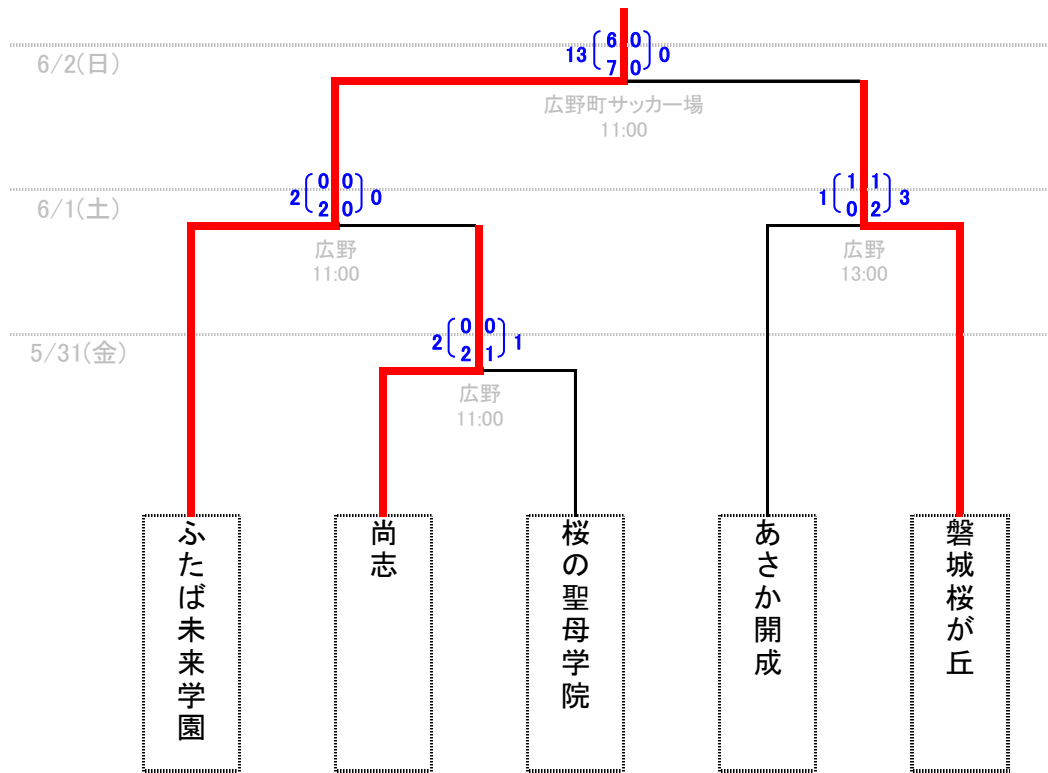 6/2(日)
13 6 0 0
7 0
広野町サッカー場
11:00
6/1(土)
2 0 0 0
2 0
広野
11:00
1 1 1 3
0 2
広野
13:00
5/31(金)
2 0 0 1
2 1
広野
11:00
ふたば未来学園
尚志
桜の聖母学院
あさか開成
磐城桜が丘